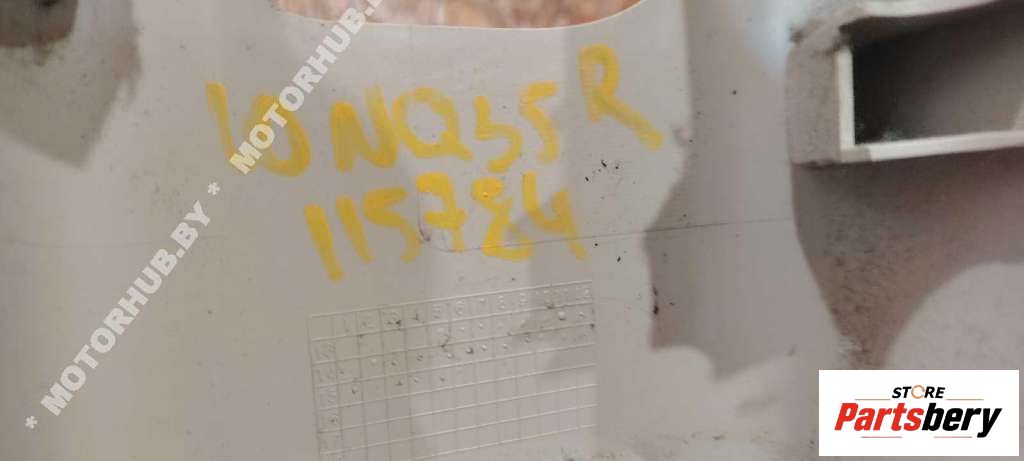 10NQ35R
115784
* MOTORHUB.BY * MOTORHUB.BY
STORE
Partsbery